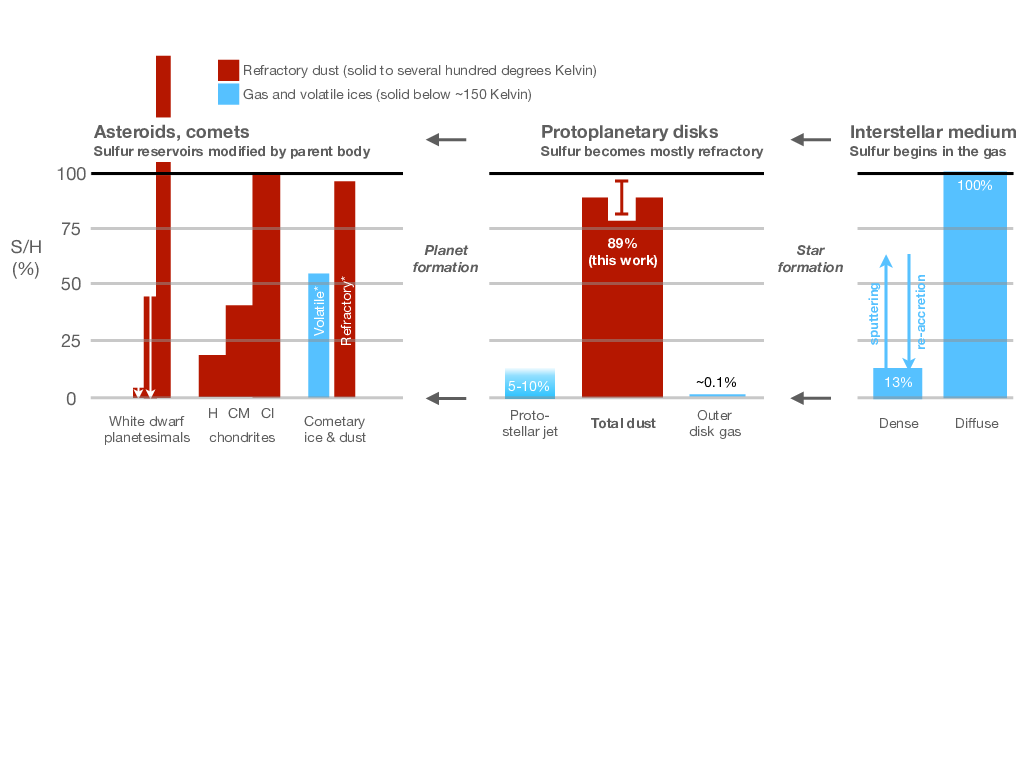 Refractory dust (solid to several hundred degrees Kelvin)
Gas and volatile ices (solid below ~150 Kelvin)
Asteroids, comets
Sulfur reservoirs modified by parent body
Protoplanetary disks
Sulfur becomes mostly refractory
Interstellar medium
Sulfur begins in the gas
S/H
(%)
100
75
50
25
0
Volatile*
Refractory*
White dwarf
planetesimals
H CM CI
chondrites
Cometary
ice & dust
Planet
formation
89%
(this work)
5-10%
~0.1%
Proto-
stellar jet
Total dust
Outer
disk gas
Star
formation
100%
sputtering
re-accretion
13%
Dense
Diffuse